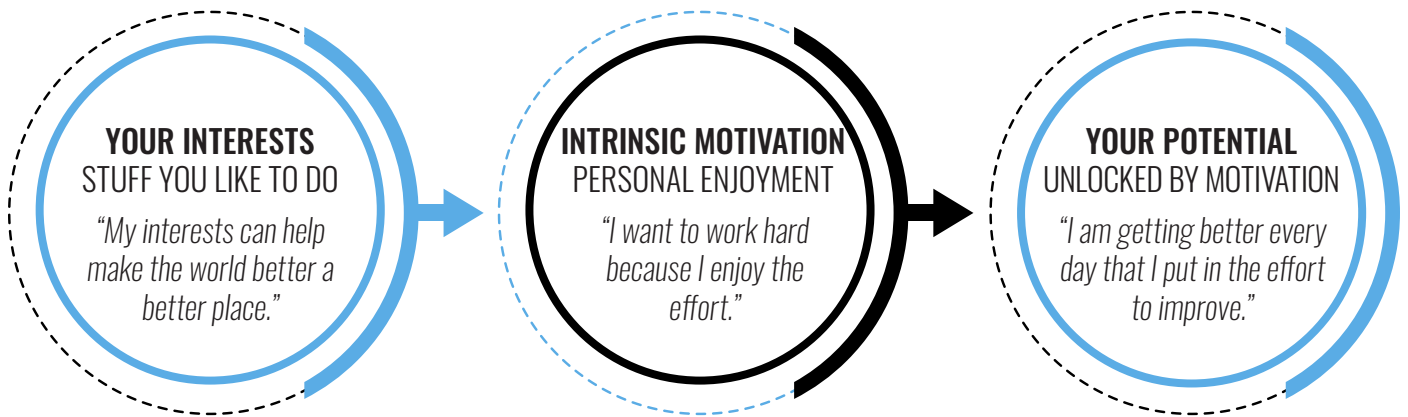 YOUR INTERESTS
STUFF YOU LIKE TO DO
“My interests can help
make the world better a
better place.”
INTRINSIC MOTIVATION
PERSONAL ENJOYMENT
“I want to work hard
because I enjoy the
effort.”
YOUR POTENTIAL
UNLOCKED BY MOTIVATION
“I am getting better every
day that I put in the effort
to improve.”